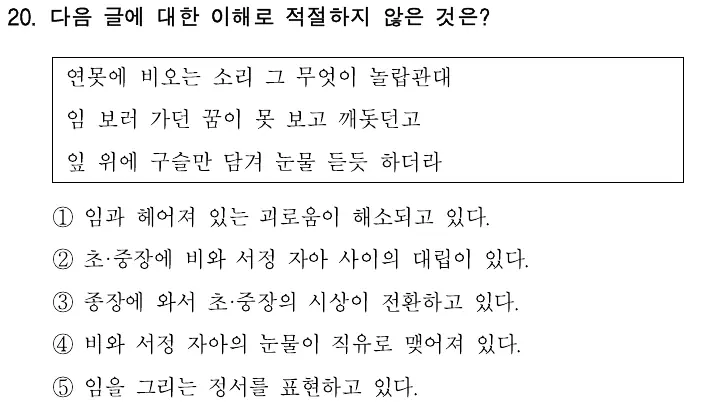 20. 다음 글에 대한 이해로 적절하지 않은 것은?
연못에 비오는 소리 그 무엇이 놀랍관대
임 보러 가던 꿈이 못 보고 깨돗던고
잎 위에 구슬만 담겨 눈물 듣듯 하더라
① 임과 헤어져 있는 괴로움이 해소되고 있다.
② 초·중장에 비와 서정 자아 사이의 대립이 있다.
③ 종장에 와서 초·중장의 시상이 전환하고 있다.
④ 비와 서정 자아의 눈물이 직유로 맺어져 있다.
⑤ 임을 그리는 정서를 표현하고 있다.